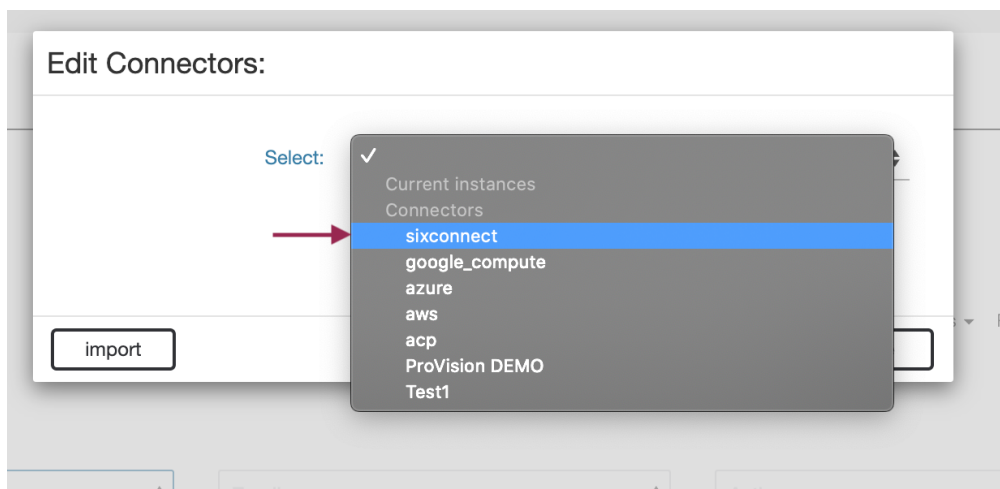 Edit Connectors:
Select:
Current instances
Connectors
sixconnect
google_compute
azure
aws
acp
ProVision DEMO
Test1
import